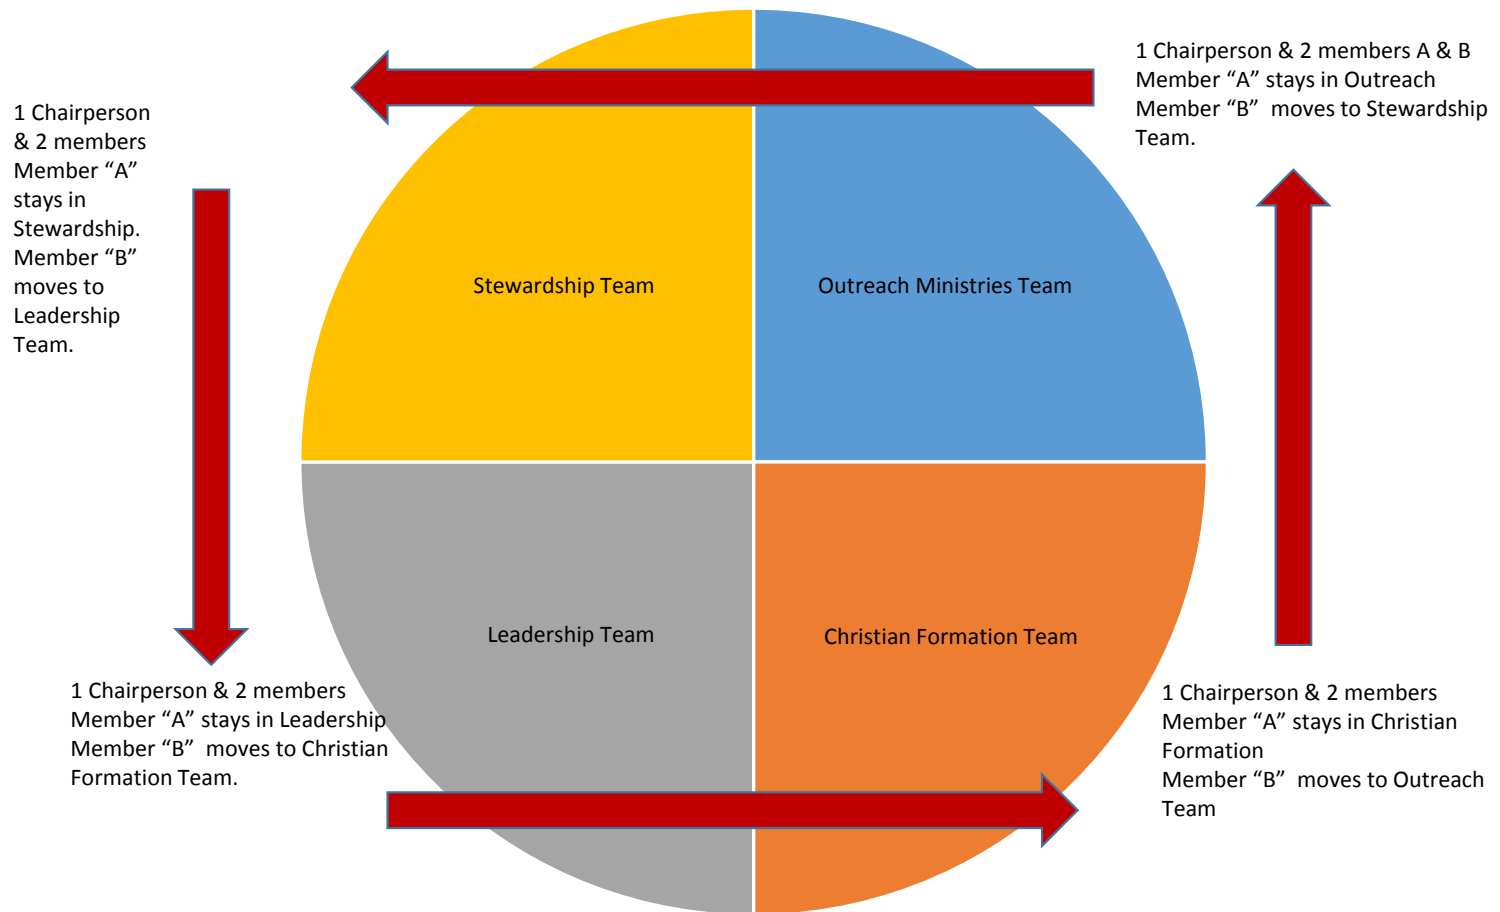 1 Chairperson & 2 members A & B
Member “A” stays in Outreach
Member “B”  moves to Stewardship
Team.
1 Chairperson
& 2 members
Member “A”
stays in
Stewardship.
Member “B”
moves to
Leadership
Team.
Stewardship Team
Outreach Ministries Team
Leadership Team
Christian Formation Team
1 Chairperson & 2 members
Member “A” stays in Leadership
Member “B”  moves to Christian
Formation Team.
1 Chairperson & 2 members
Member “A” stays in Christian
Formation
Member “B”  moves to Outreach
Team